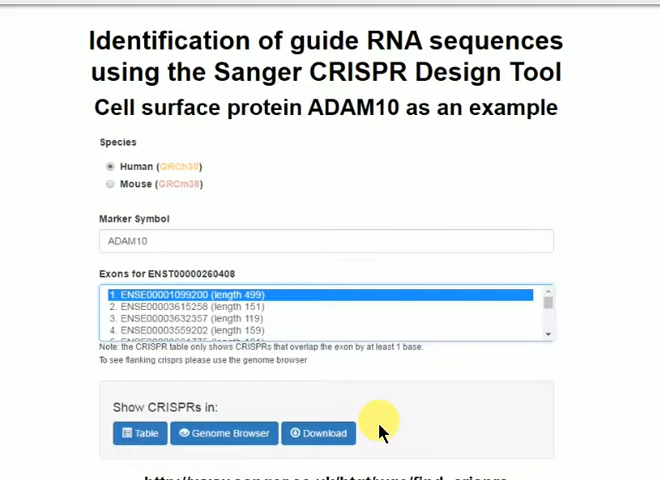 Identification of guide RNA sequences
using the Sanger CRISPR Design Tool
Cell surface protein ADAM10 as an example
Species
Human (GRCh38)
Mouse (GRCm38)
Marker Symbol
ADAM10
Exons for ENST00000260408
1. ENSE00001099200 (length 499)
2. ENSE00003615258 (length 151)
3. ENSE00003632357 (length 119)
4. ENSE00003559202 (length 159)
Note: the CRISPR table only shows CRISPRs that overlap the exon by at least 1 base.
To see flanking crisprs please use the genome browser
Show CRISPRs in:
Table Genome Browser Download